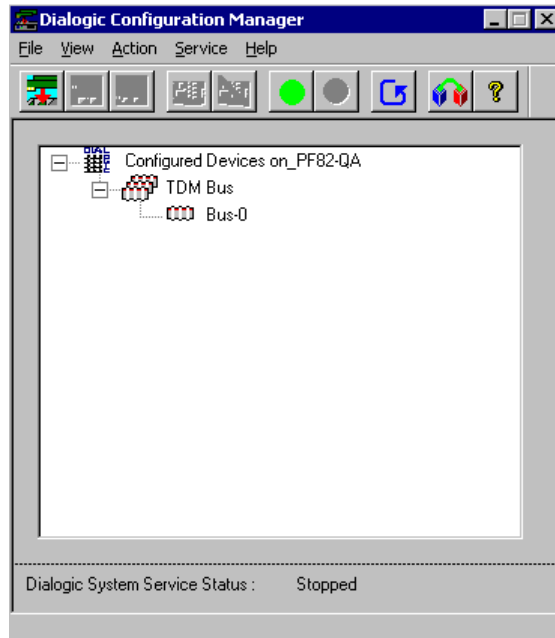 Dialogic Configuration Manager
File View Action Service Help
Configured Devices on_PF82-QA
TDM Bus
Bus-0
Dialogic System Service Status : Stopped